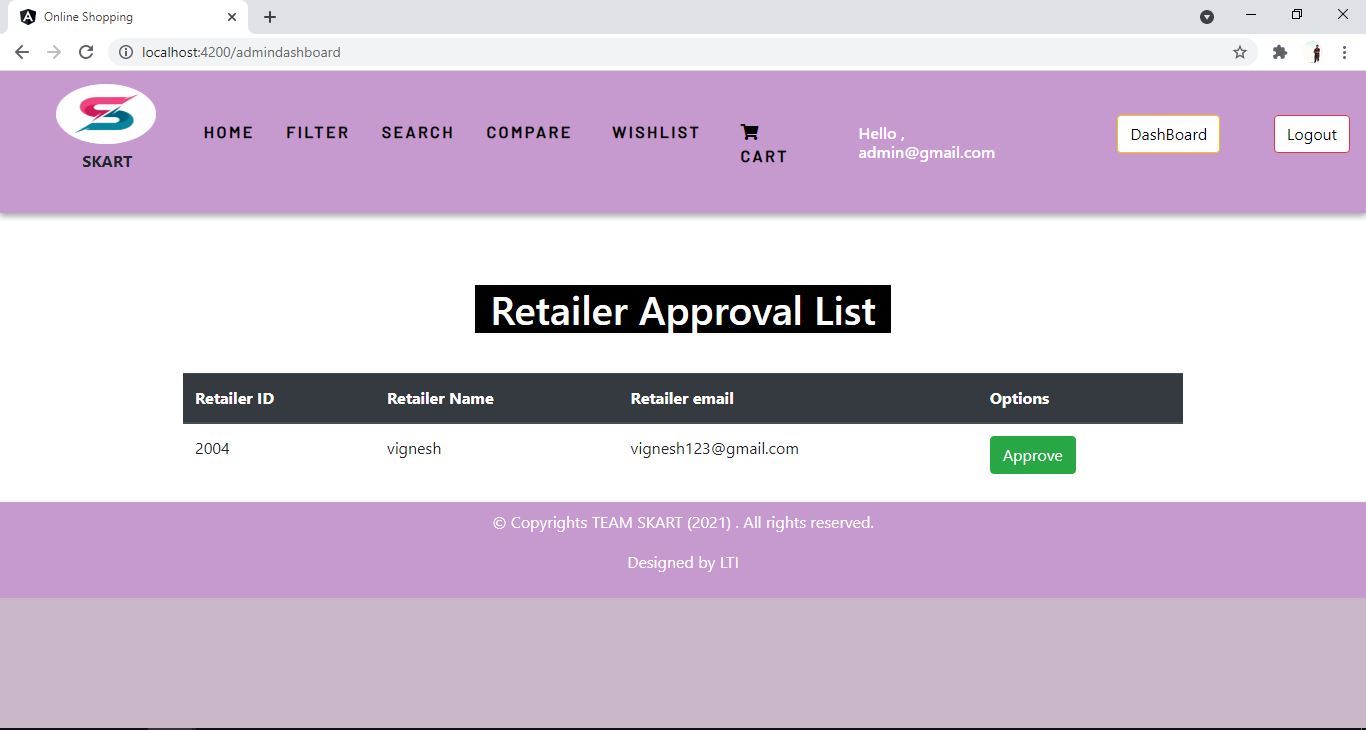 Online Shopping
localhost:4200/admindashboard
SKART
HOME
FILTER
SEARCH
COMPARE
WISHLIST
CART
Hello ,
admin@gmail.com
DashBoard
Logout
Retailer Approval List
Retailer ID Retailer Name Retailer email Options
2004 vignesh vignesh123@gmail.com Approve
© Copyrights TEAM SKART (2021) . All rights reserved.
Designed by LTI